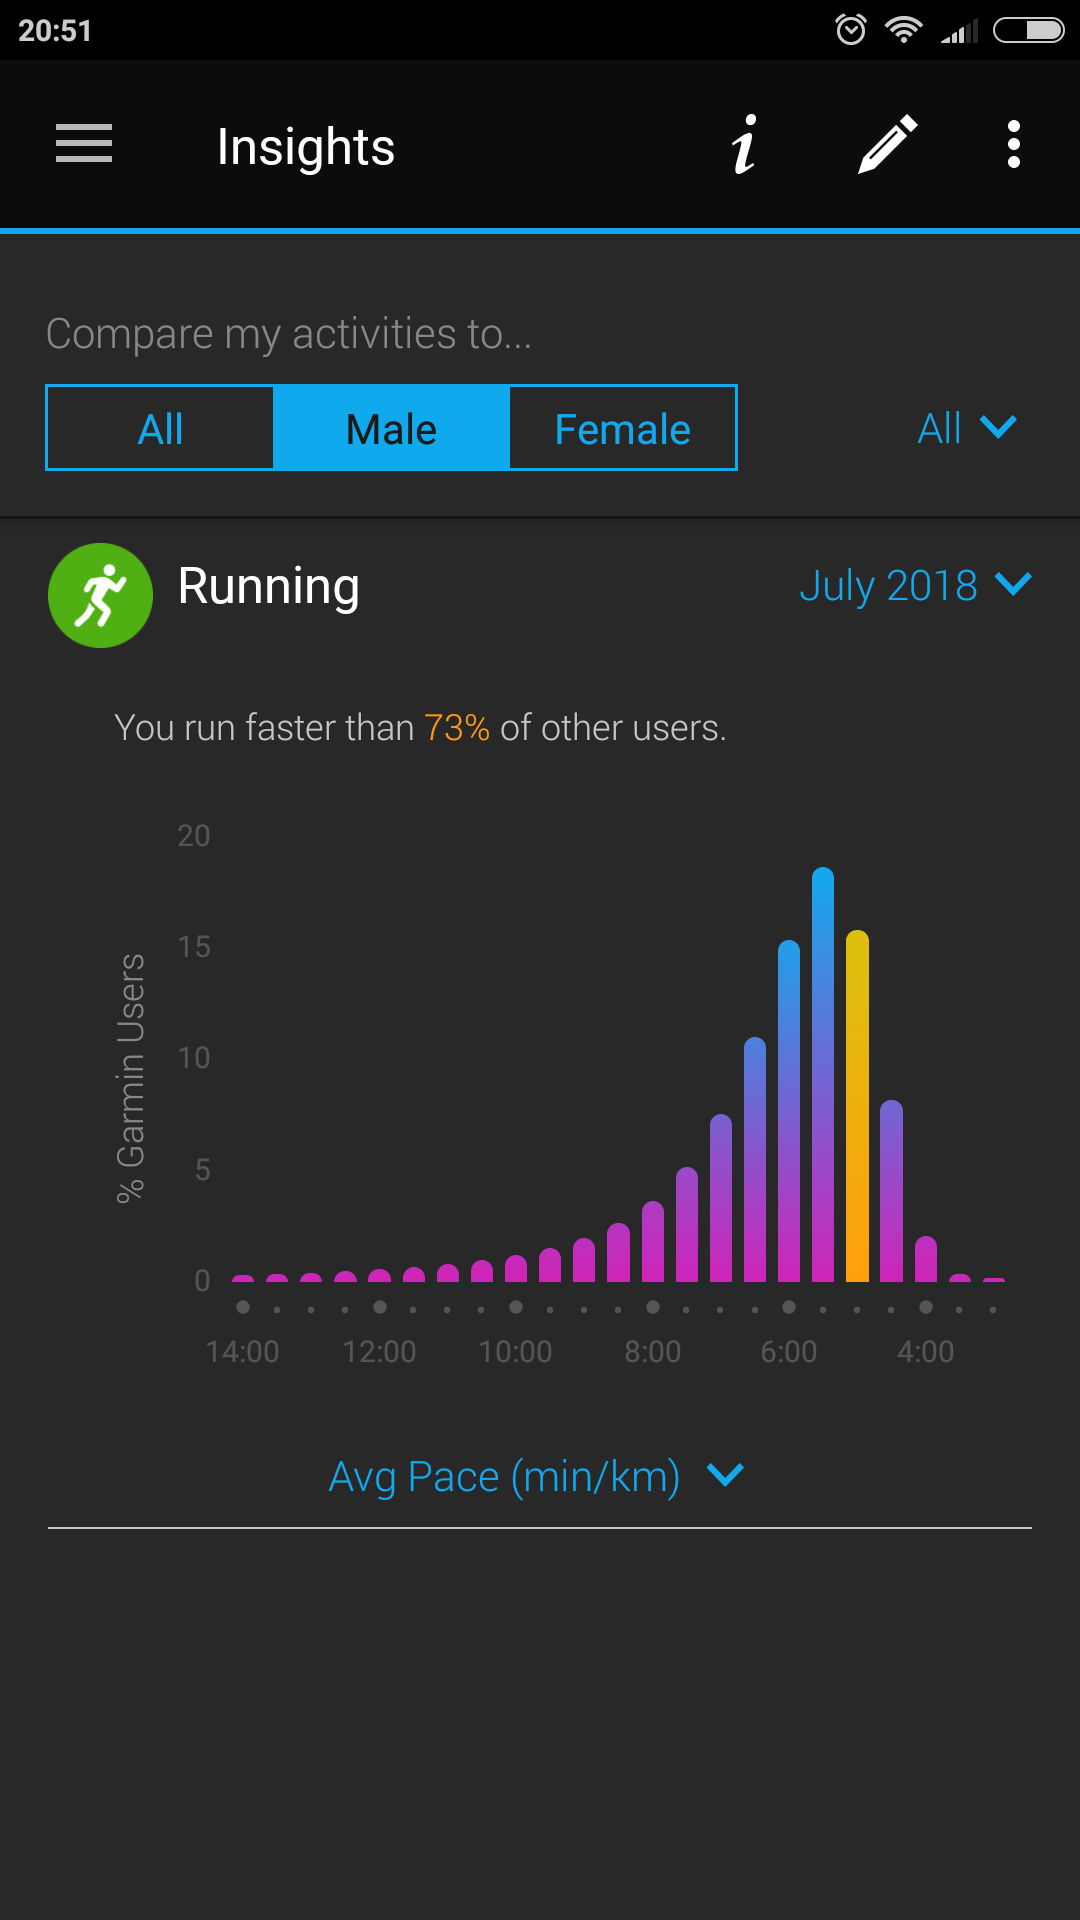 20:51
Insights
Compare my activities to...
All Male Female All
Running July 2018
You run faster than 73% of other users.
% Garmin Users
20
15
10
5
0
14:00 12:00 10:00 8:00 6:00 4:00
Avg Pace (min/km)